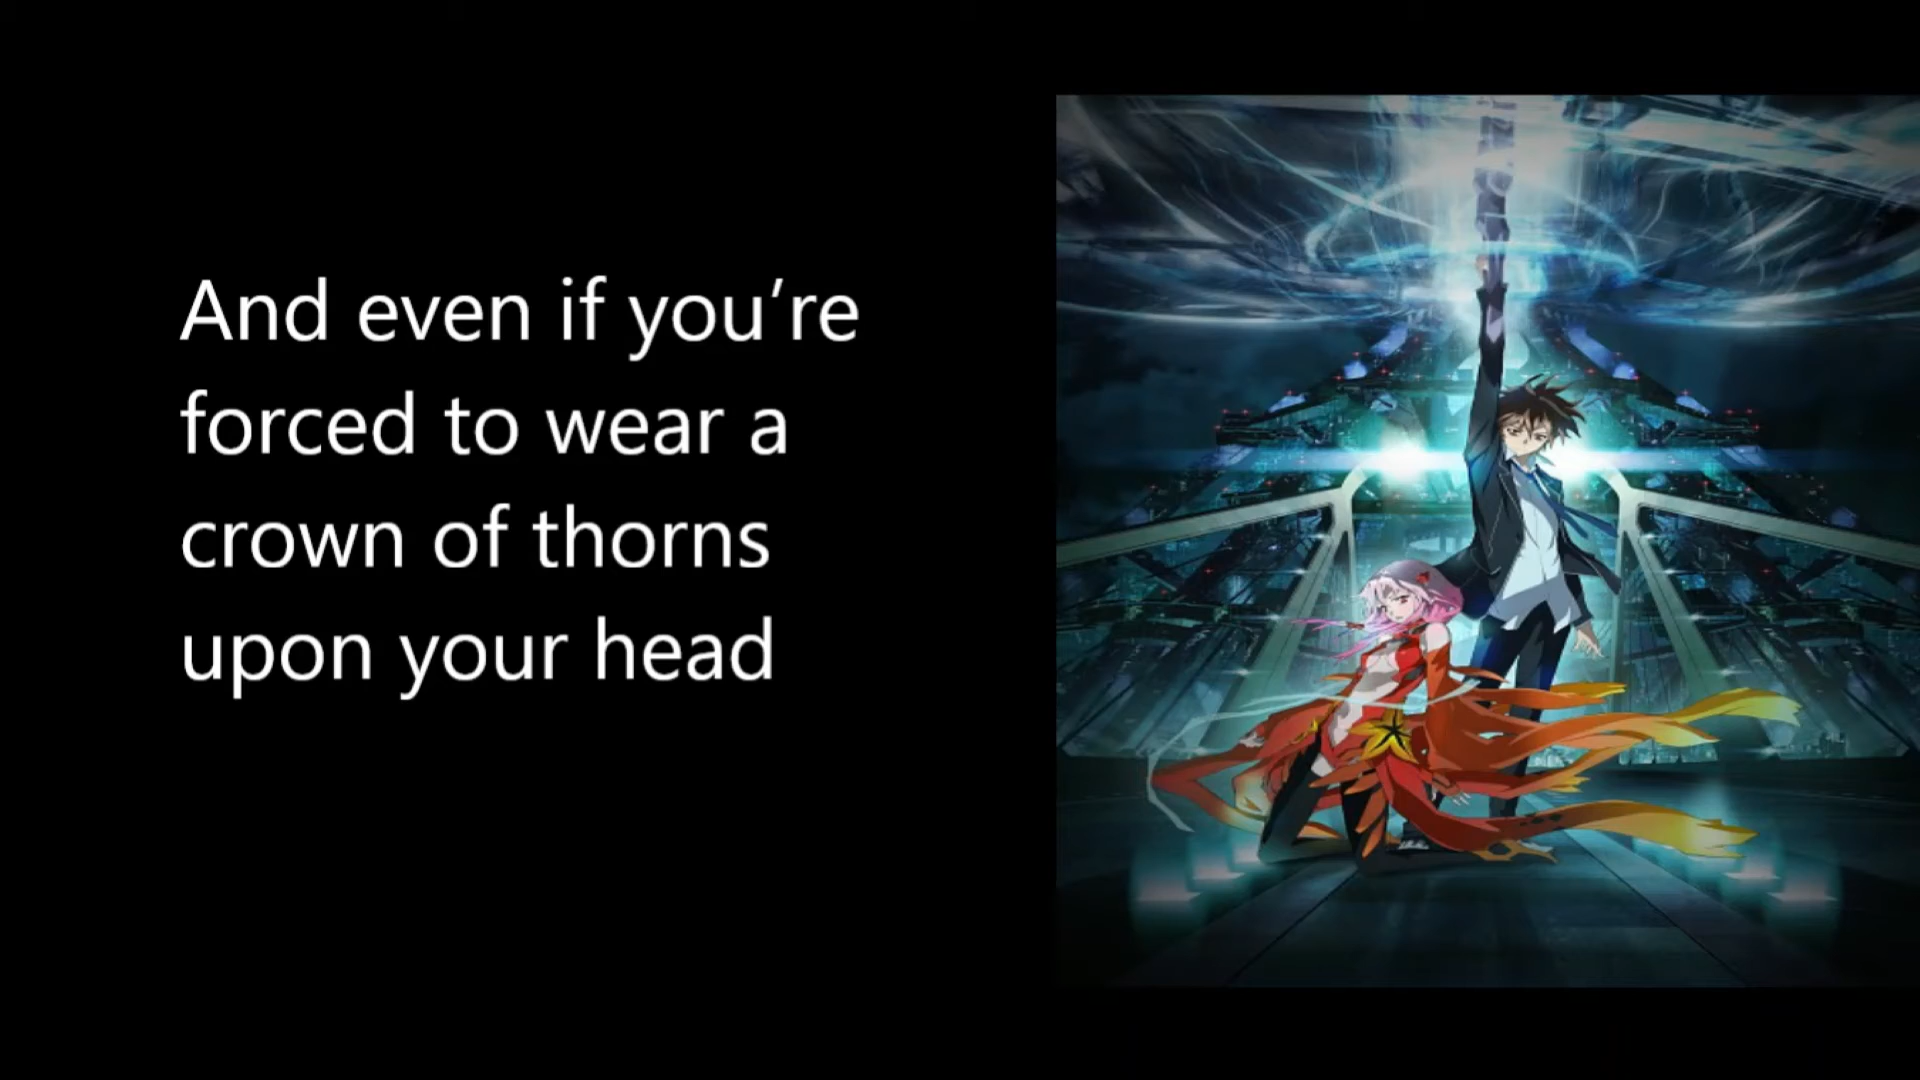 And even if you’re
forced to wear a
crown of thorns
upon your head